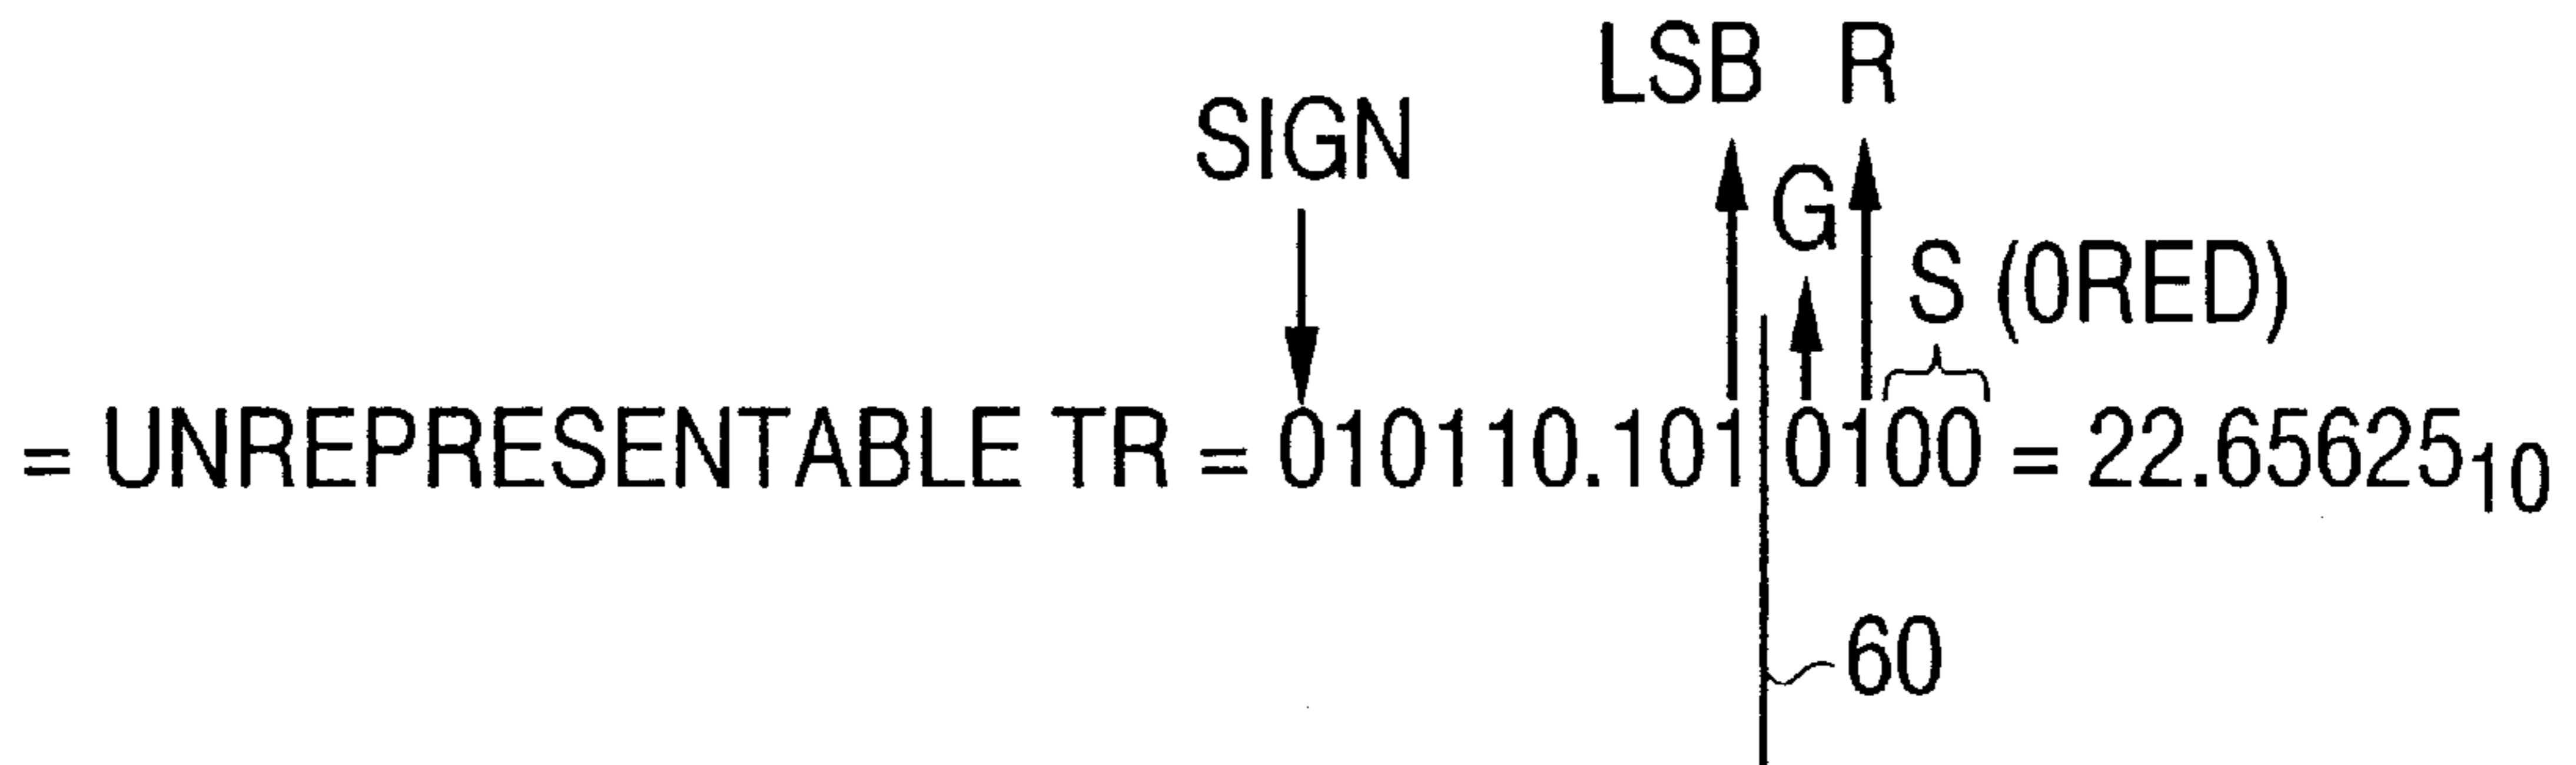 LSB R
SIGN
G
S (0RED)
= UNREPRESENTABLE TR = 010110.101 0100 = 22.65625₁₀
60